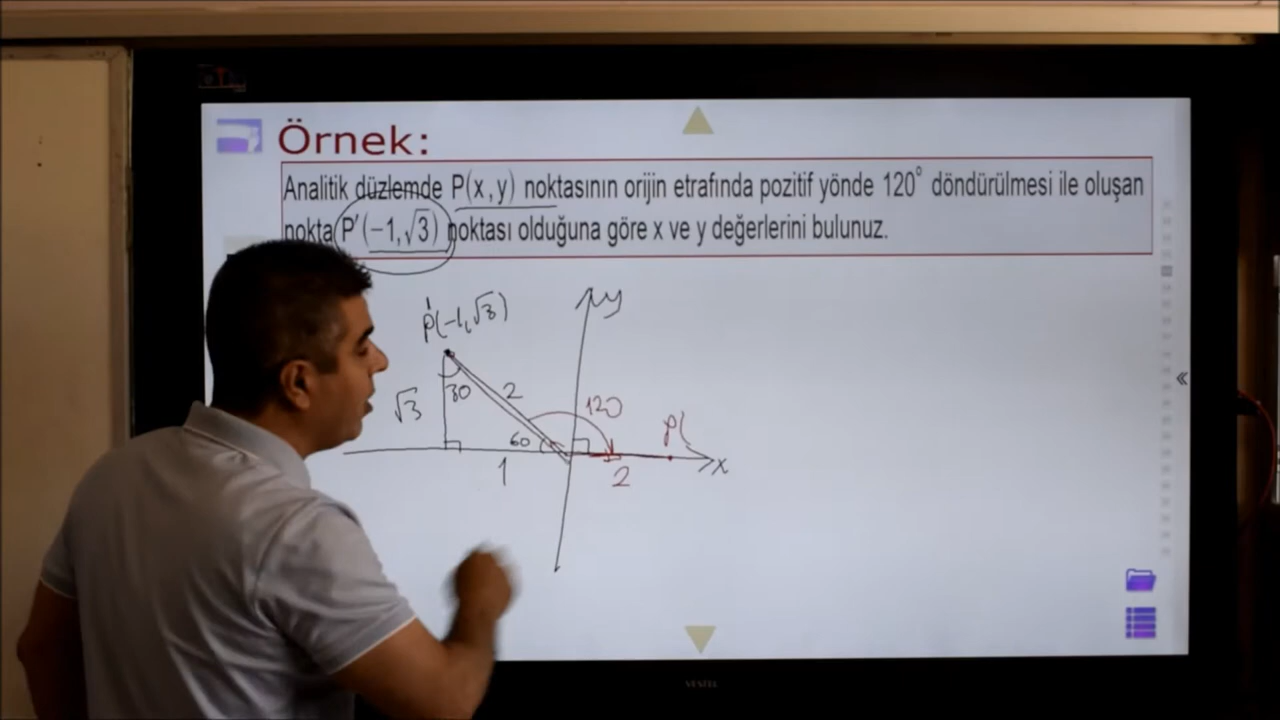 Örnek:
Analitik düzlemde P(x,y) noktasının orijin etrafında pozitif yönde 120° döndürülmesi ile oluşan
nokta P′(−1,√3) noktası olduğuna göre x ve y değerlerini bulunuz.
y
P′(-1,√3)
30
2
120
√3
P(
60
x
1
2
«
VESTEL